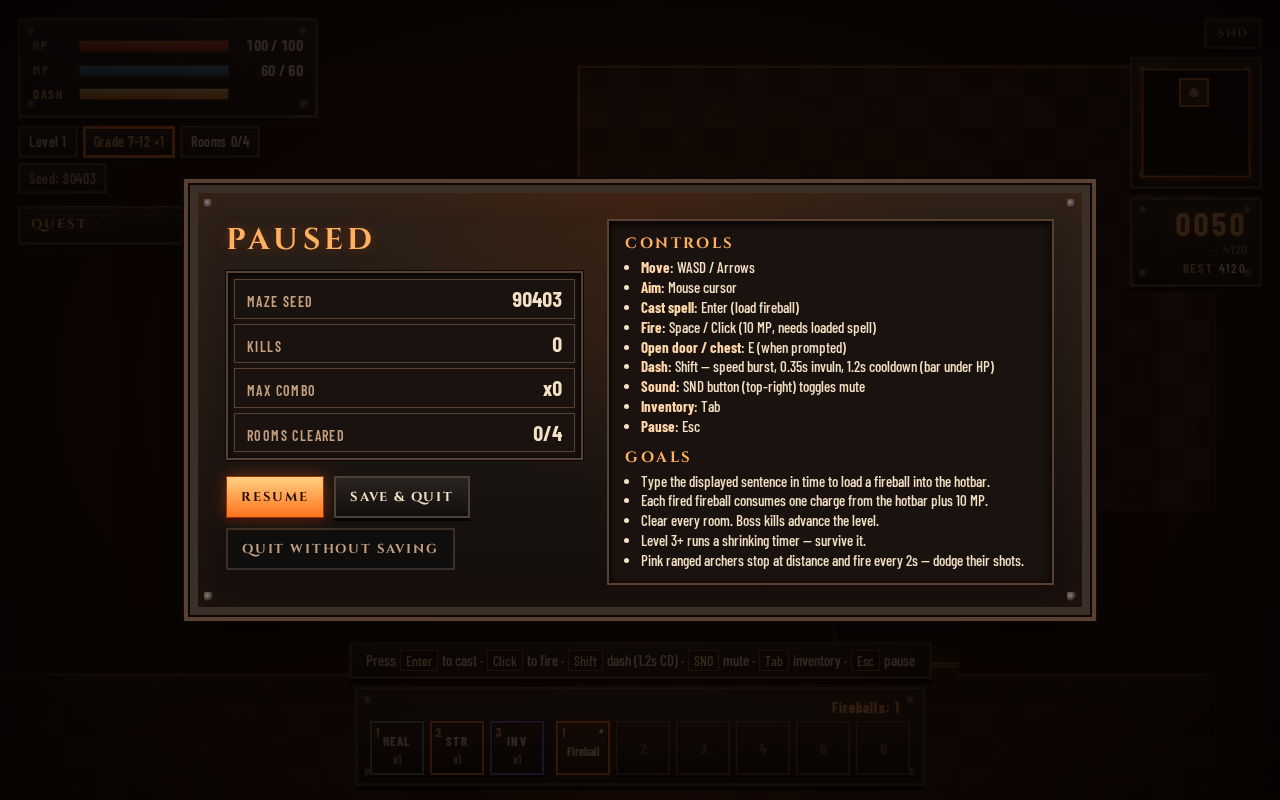 HP 100 / 100
MP 60 / 60
DASH
Level 1 Grade 7-12 ×1 Rooms 0/4
Seed: 90403
QUEST
SND
0050
→ 4120
BEST 4120
PAUSED
MAZE SEED 90403
KILLS 0
MAX COMBO x0
ROOMS CLEARED 0/4
RESUME SAVE & QUIT
QUIT WITHOUT SAVING
CONTROLS
• Move: WASD / Arrows
• Aim: Mouse cursor
• Cast spell: Enter (load fireball)
• Fire: Space / Click (10 MP, needs loaded spell)
• Open door / chest: E (when prompted)
• Dash: Shift — speed burst, 0.35s invuln, 1.2s cooldown (bar under HP)
• Sound: SND button (top-right) toggles mute
• Inventory: Tab
• Pause: Esc
GOALS
• Type the displayed sentence in time to load a fireball into the hotbar.
• Each fired fireball consumes one charge from the hotbar plus 10 MP.
• Clear every room. Boss kills advance the level.
• Level 3+ runs a shrinking timer — survive it.
• Pink ranged archers stop at distance and fire every 2s — dodge their shots.
Press Enter to cast · Click to fire · Shift dash (1.2s CD) · SND mute · Tab inventory · Esc pause
Fireballs: 1
1 HEAL x1
2 STR x1
3 INV x1
1 Fireball
2 3 4 5 6